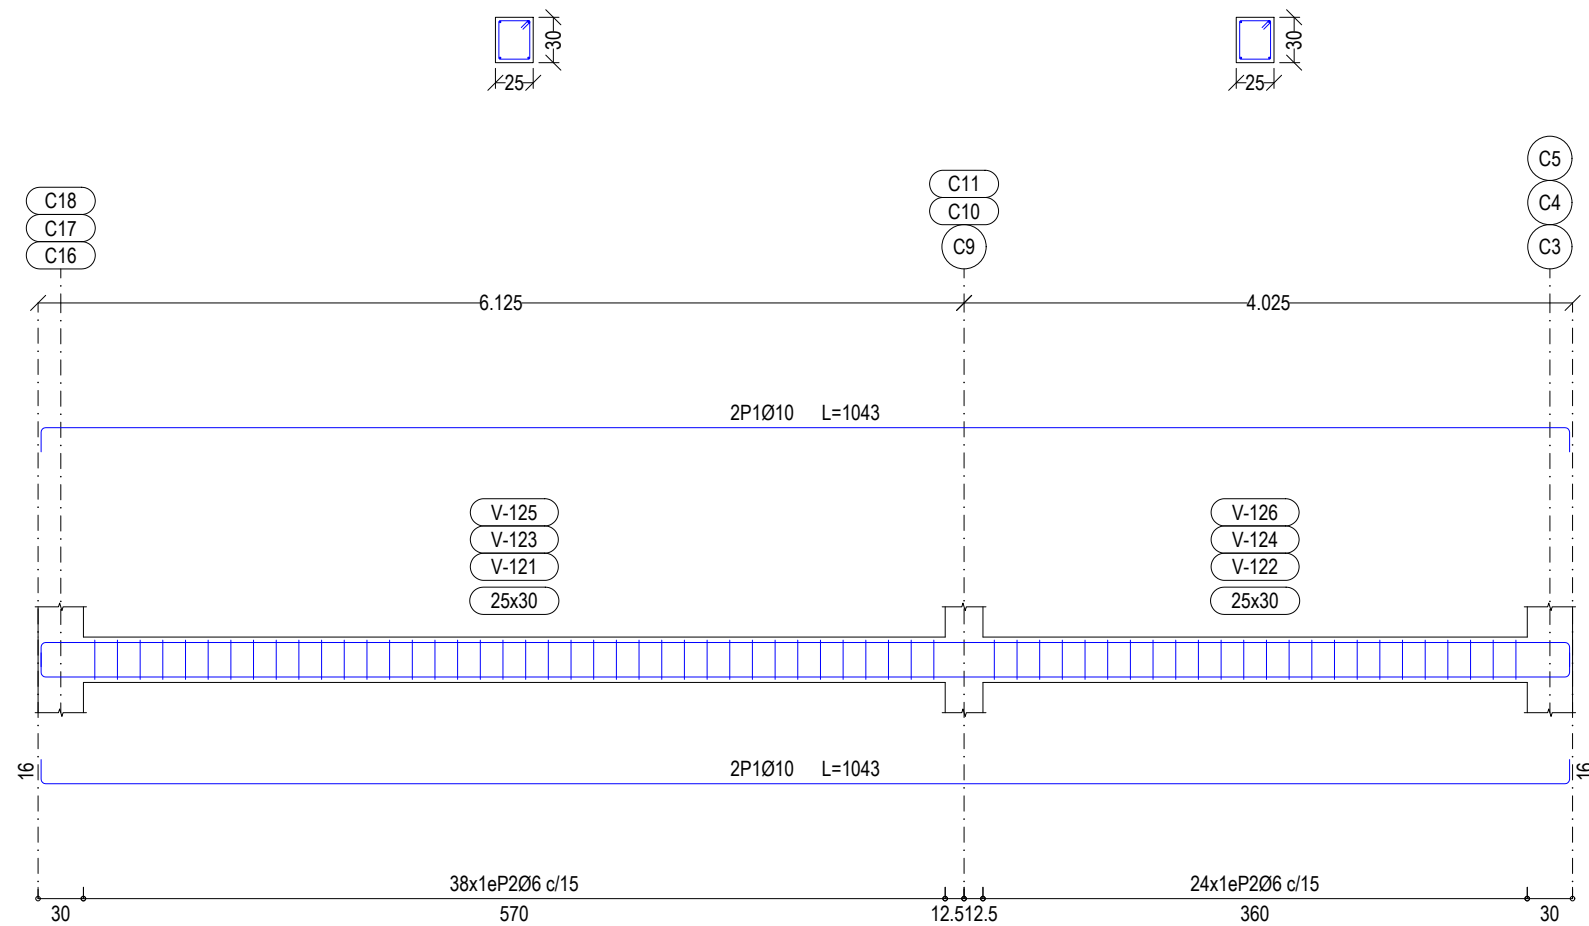 30
25
30
25
C18
C17
C16
C11
C10
C9
C5
C4
C3
6.125
4.025
2P1Ø10 L=1043
V-125
V-123
V-121
25x30
V-126
V-124
V-122
25x30
16
2P1Ø10 L=1043
16
38x1eP2Ø6 c/15
24x1eP2Ø6 c/15
30
570
12.5
12.5
360
30